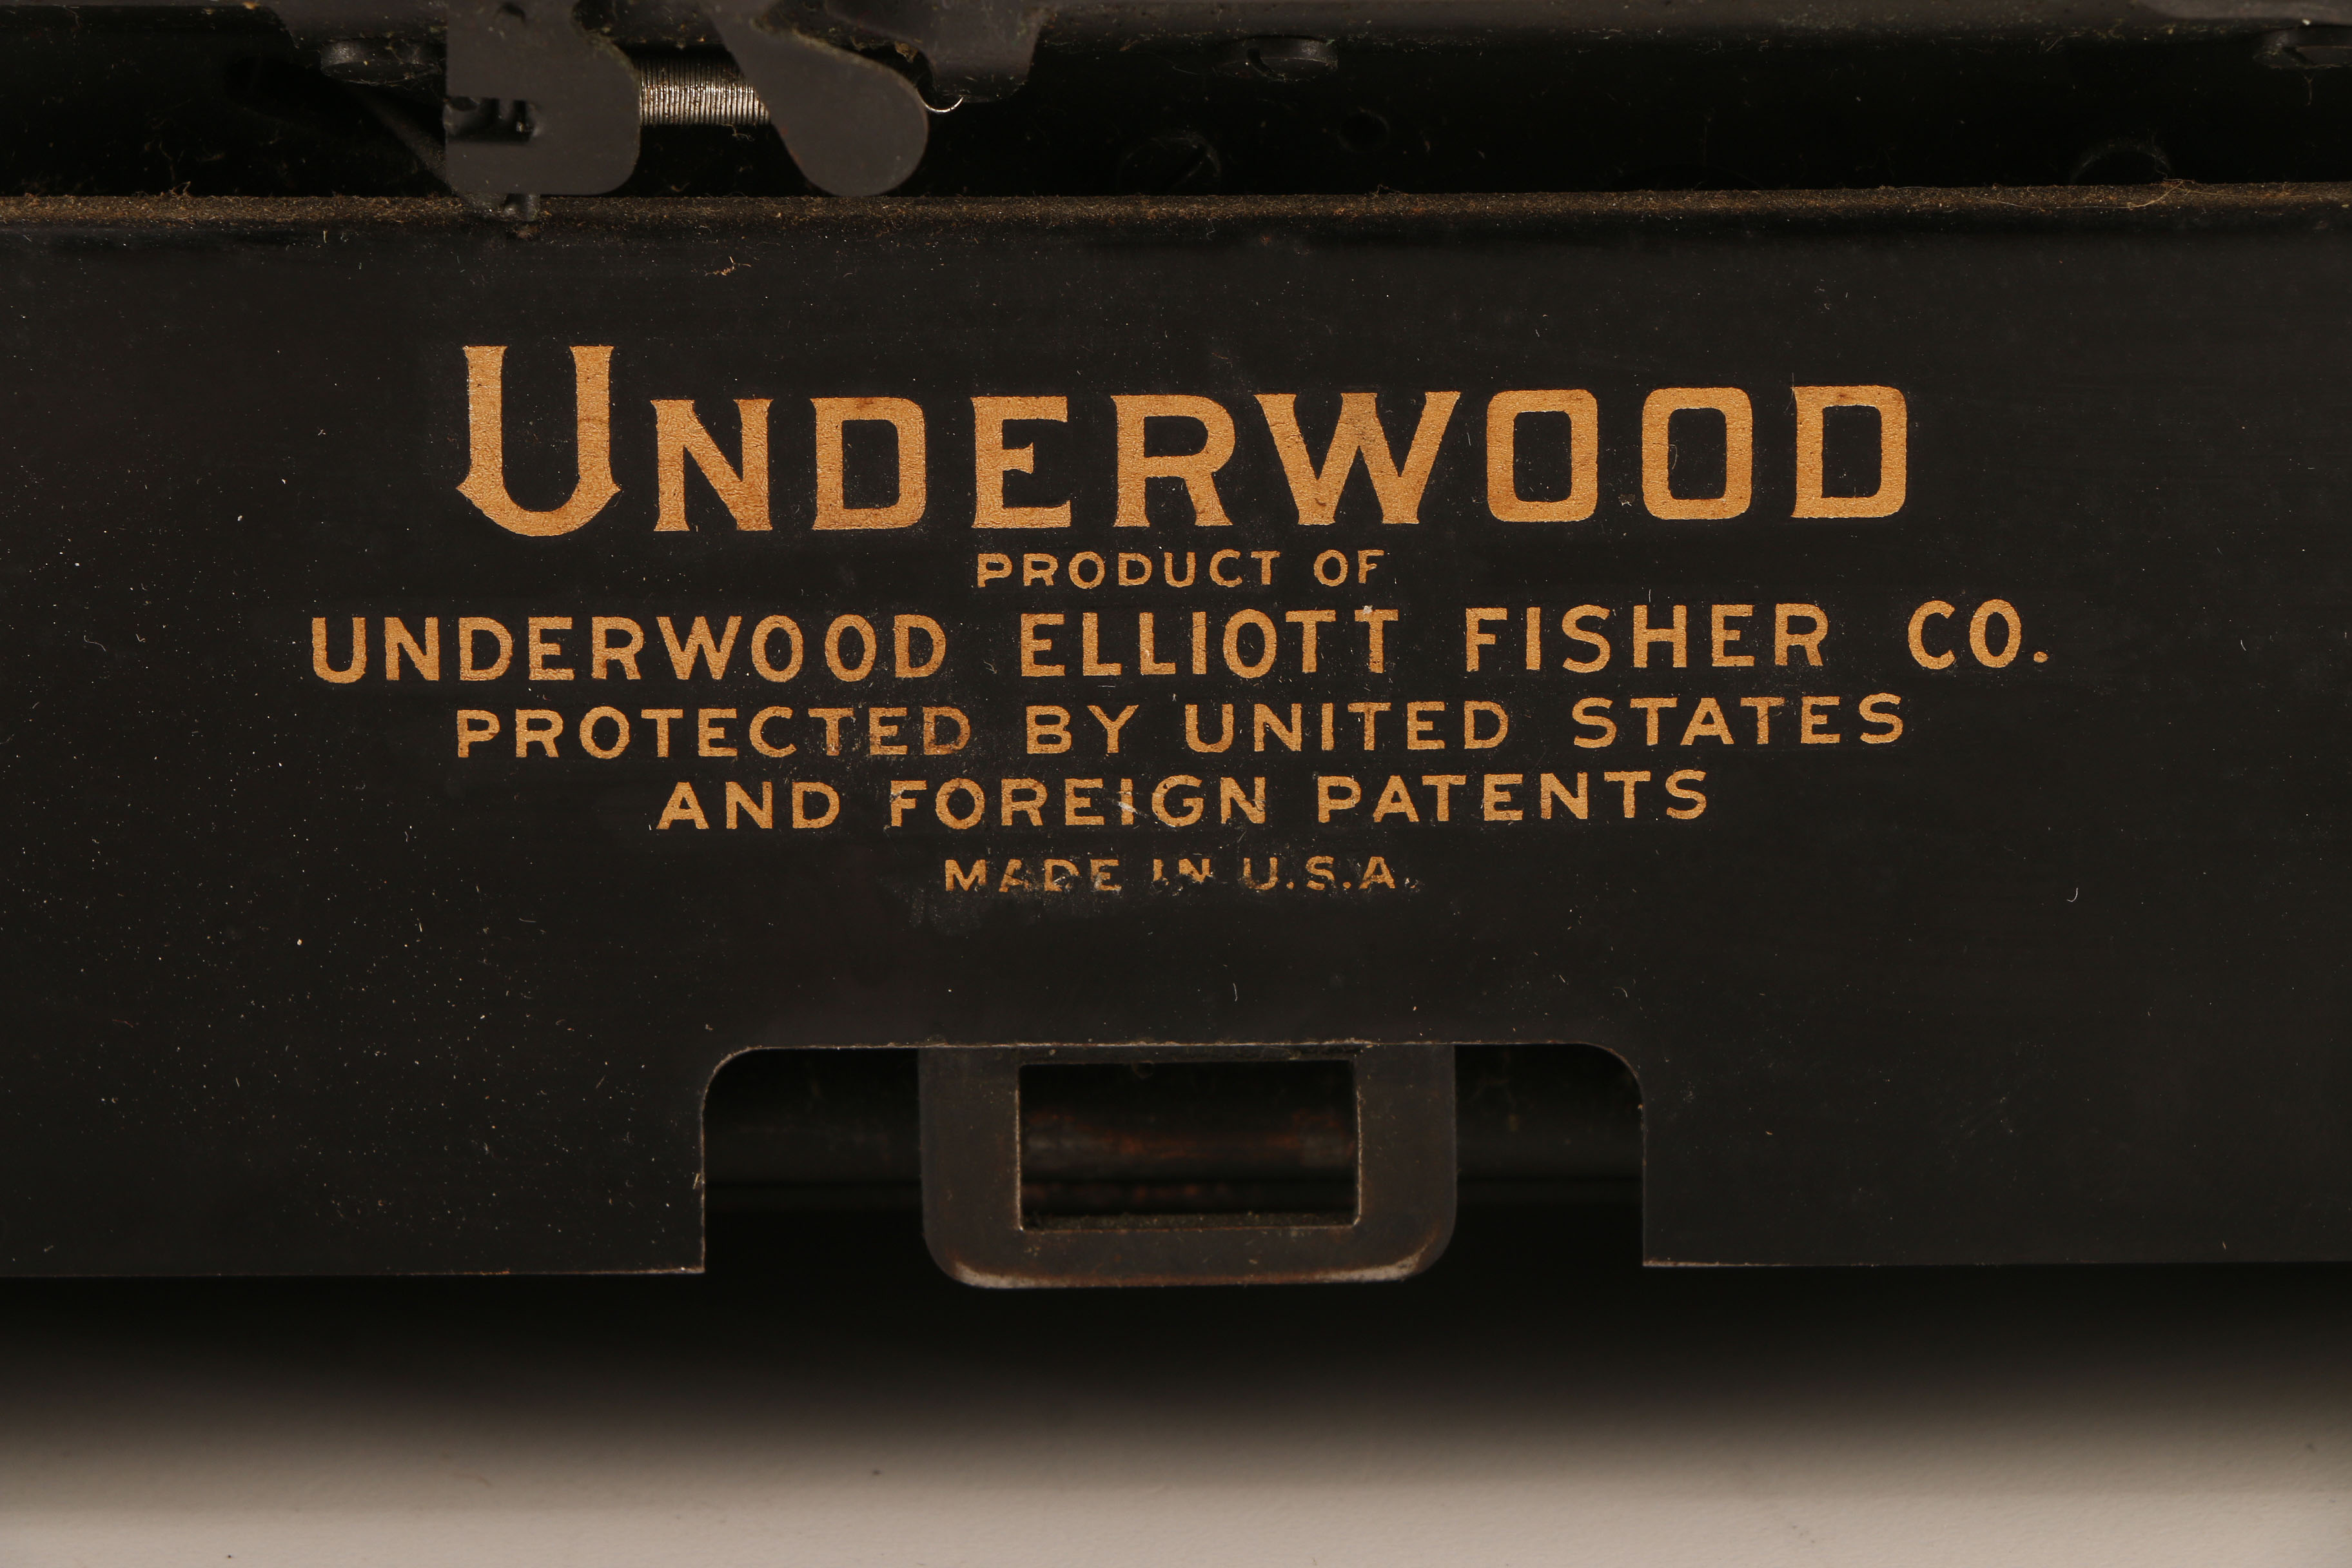 UNDERWOOD
PRODUCT OF
UNDERWOOD ELLIOTT FISHER CO.
PROTECTED BY UNITED STATES
AND FOREIGN PATENTS
MADE IN U.S.A.